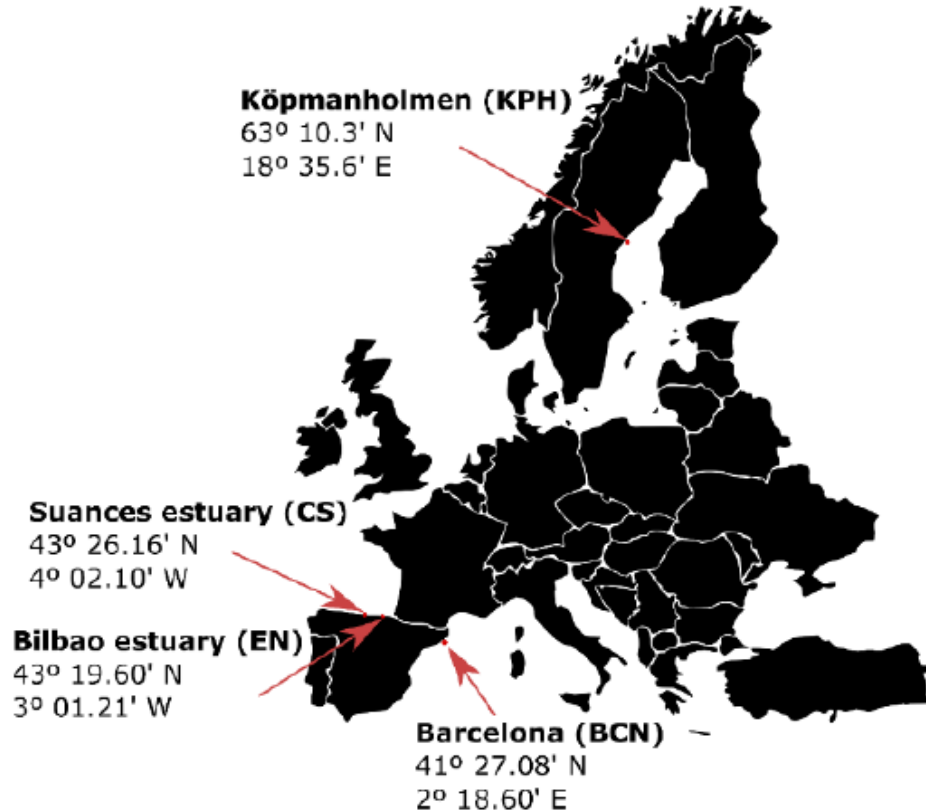 Köpmanholmen (KPH)
63º 10.3' N
18º 35.6' E
Suances estuary (CS)
43º 26.16' N
4º 02.10' W
Bilbao estuary (EN)
43º 19.60' N
3º 01.21' W
Barcelona (BCN)
41º 27.08' N
2º 18.60' E